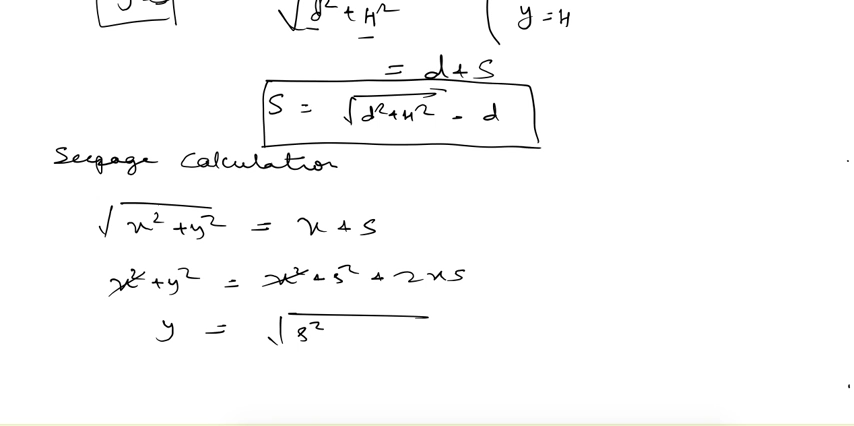 √d² + H² ( y = H
= d + S
S = √d² + H² - d
Seepage Calculation
√x² + y² = x + s
x² + y² = x² + s² + 2xs
y = √s²